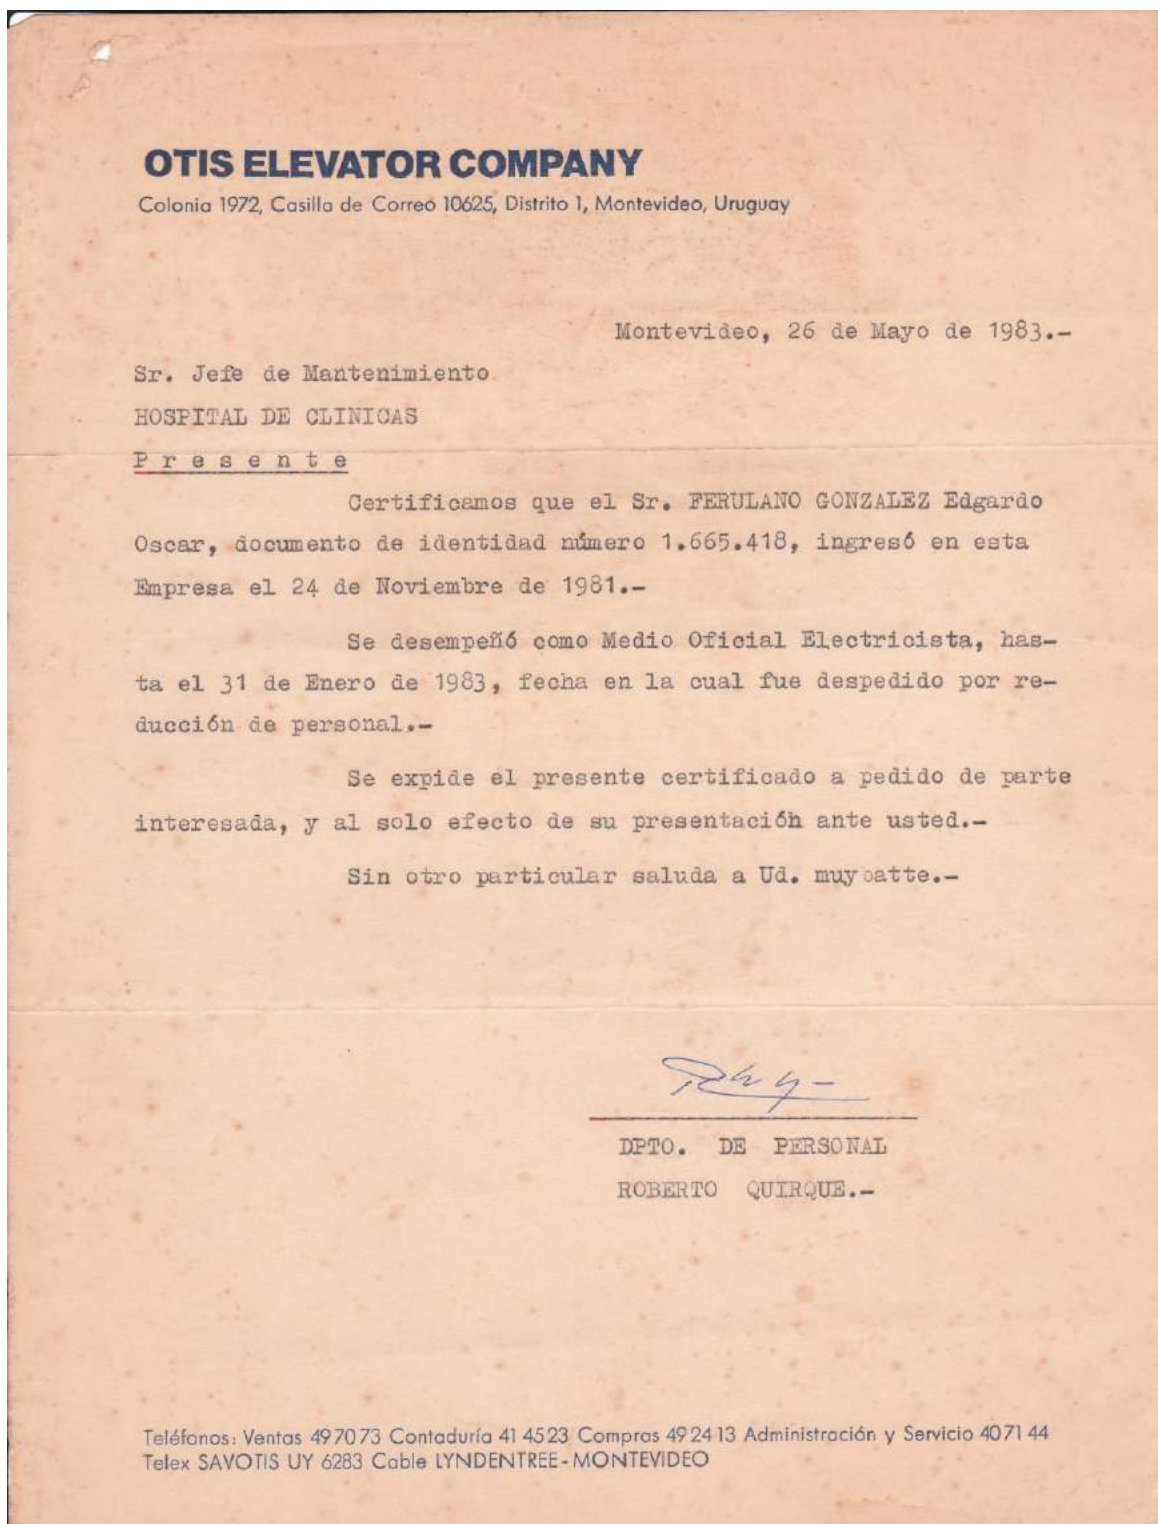 OTIS ELEVATOR COMPANY
Colonia 1972, Casilla de Correo 10625, Distrito 1, Montevideo, Uruguay
Montevideo, 26 de Mayo de 1983.-
Sr. Jefe de Mantenimiento
HOSPITAL DE CLINICAS
P r e s e n t e
Certificamos que el Sr. FERULANO GONZALEZ Edgardo
Oscar, documento de identidad número 1.665.418, ingresó en esta
Empresa el 24 de Noviembre de 1981.-
Se desempeñó como Medio Oficial Electricista, has-
ta el 31 de Enero de 1983, fecha en la cual fue despedido por re-
ducción de personal.-
Se expide el presente certificado a pedido de parte
interesada, y al solo efecto de su presentación ante usted.-
Sin otro particular saluda a Ud. muy atte.-
DPTO. DE PERSONAL
ROBERTO QUIRQUE.-
Teléfonos: Ventas 49 70 73 Contaduría 41 45 23 Compras 49 24 13 Administración y Servicio 40 71 44
Telex SAVOTIS UY 6283 Cable LYNDENTREE - MONTEVIDEO